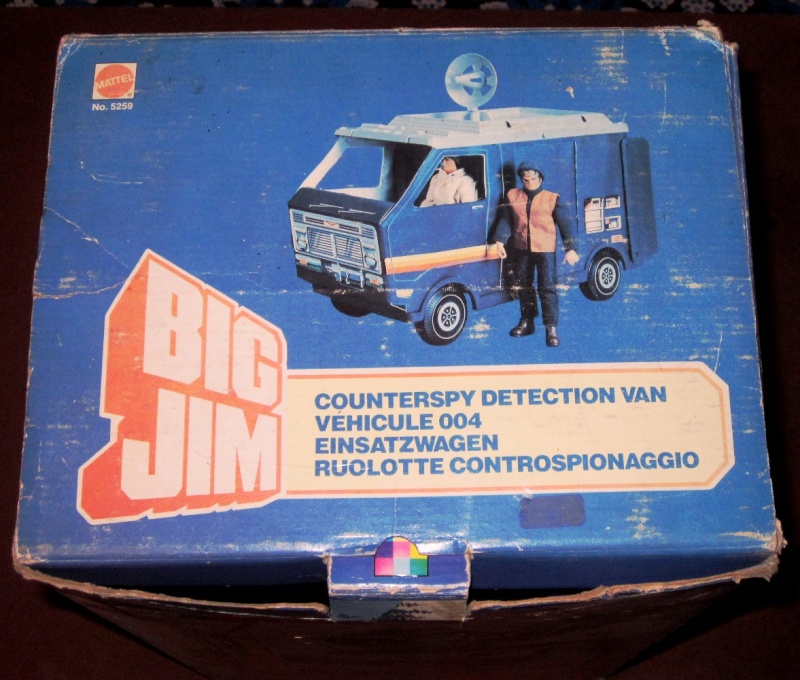 MATTEL
No. 5259
BIG
JIM
COUNTERSPY DETECTION VAN
VÉHICULE 004
EINSATZWAGEN
RUOLOTTE CONTROSPIONAGGIO